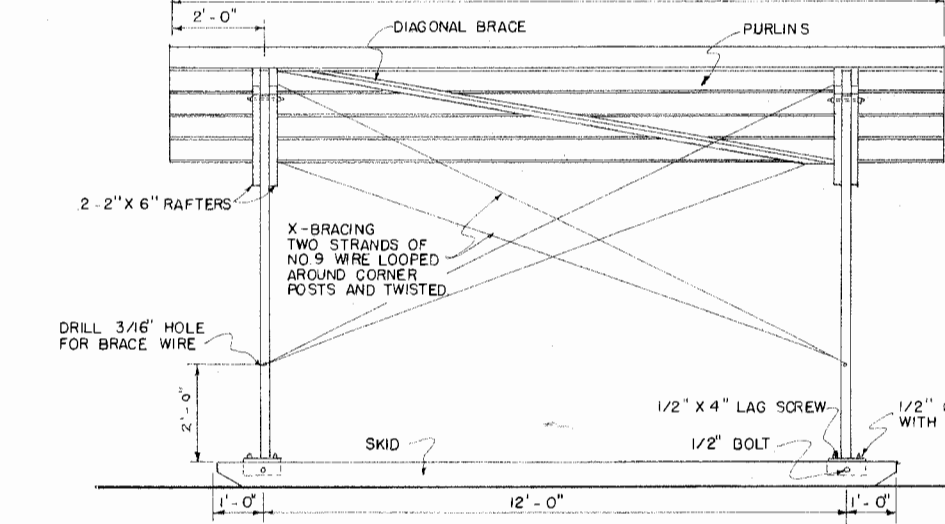 2'-0"
DIAGONAL BRACE
PURLINS
2-2" X 6" RAFTERS
X-BRACING
TWO STRANDS OF
NO.9 WIRE LOOPED
AROUND CORNER
POSTS AND TWISTED
DRILL 3/16" HOLE
FOR BRACE WIRE
2'-0"
1/2" X 4" LAG SCREW
1/2"
WITH
SKID
1/2" BOLT
1'-0"
12'-0"
1'-0"